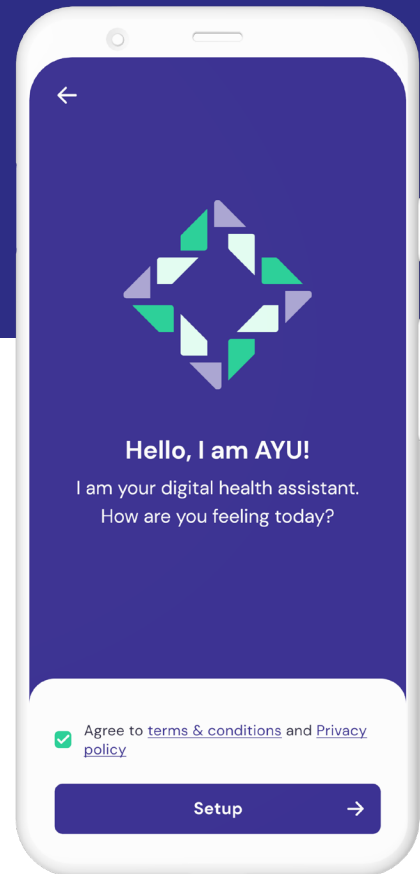 Hello, I am AYU!
I am your digital health assistant.
How are you feeling today?
Agree to terms & conditions and Privacy
policy
Setup